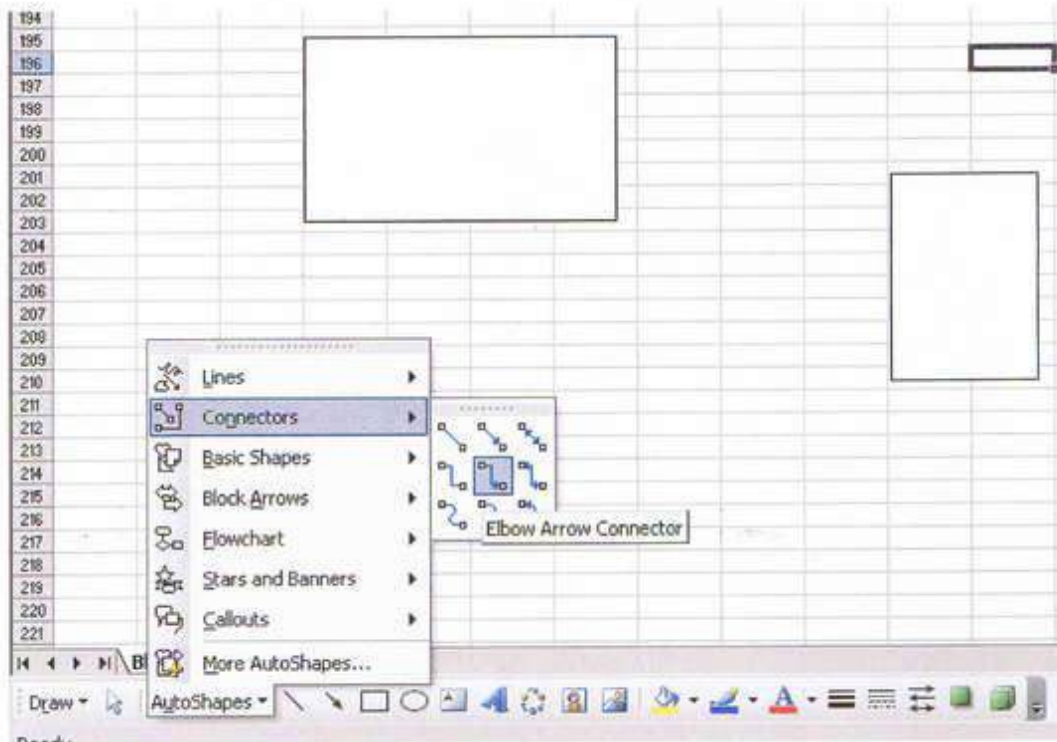 194
195
196
197
198
199
200
201
202
203
204
205
206
207
208
209
210
211
212
213
214
215
216
217
218
219
220
221
Lines
Connectors
Basic Shapes
Block Arrows
Flowchart
Stars and Banners
Callouts
More AutoShapes...
Elbow Arrow Connector
Draw AutoShapes